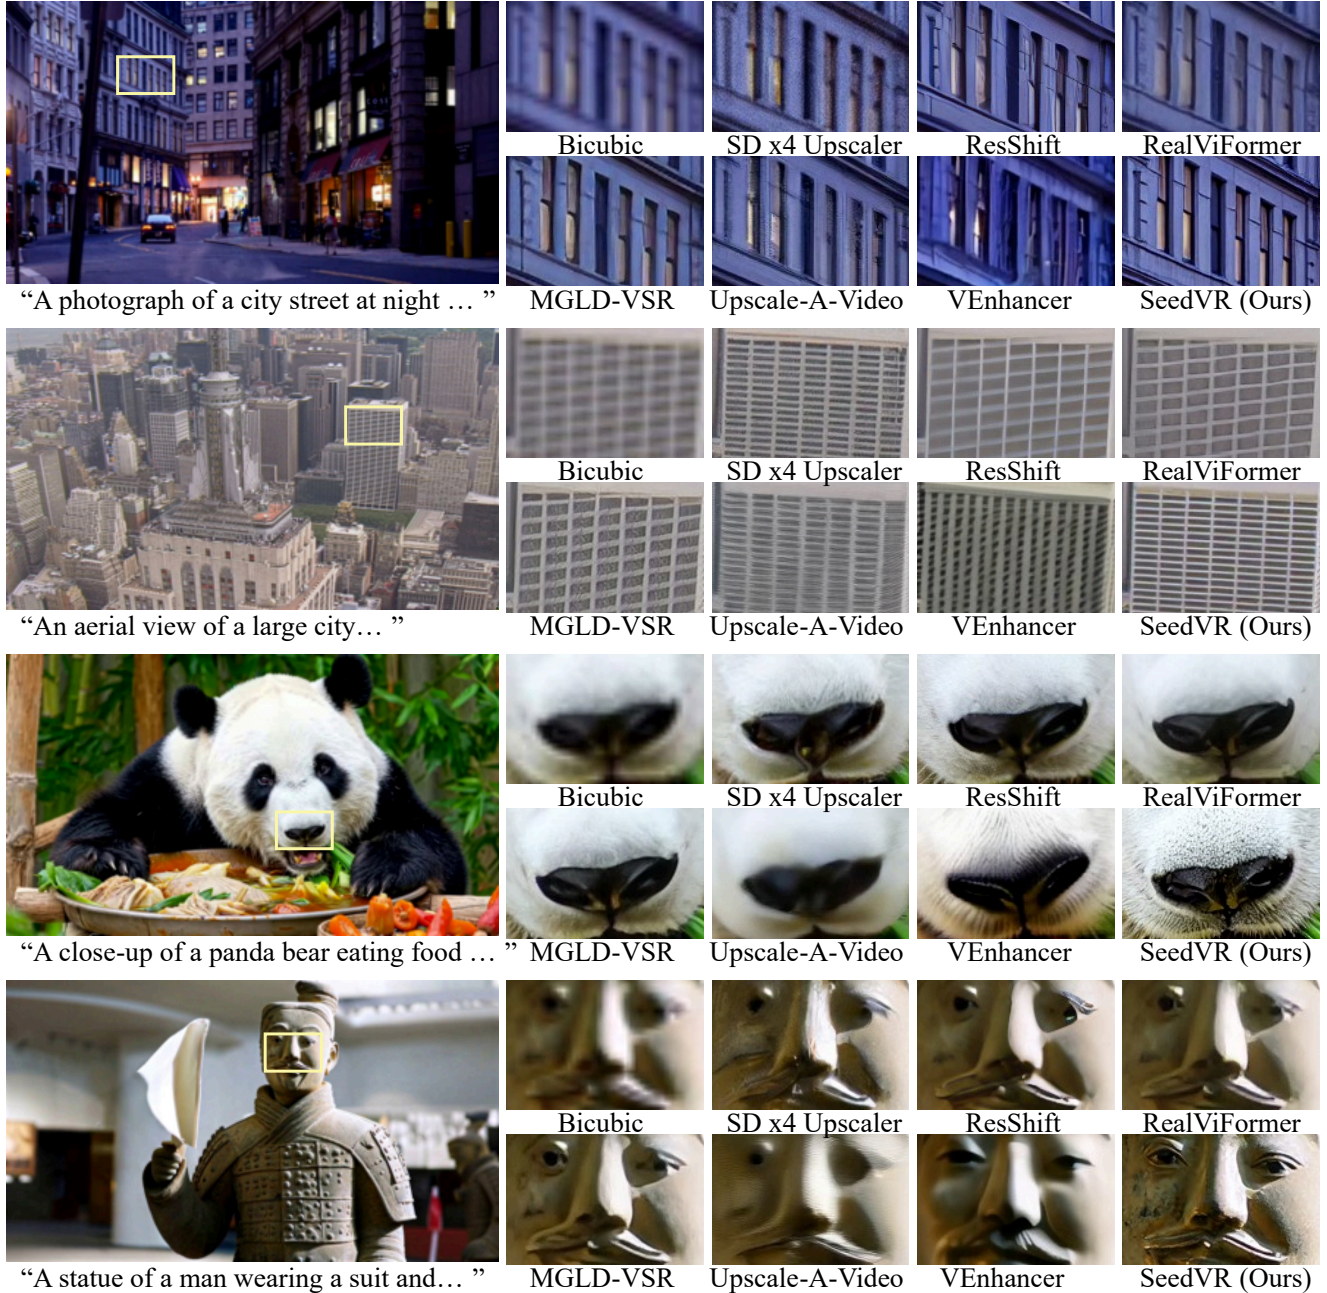 Bicubic SD x4 Upscaler ResShift RealViFormer
“A photograph of a city street at night … ” MGLD-VSR Upscale-A-Video VEnhancer SeedVR (Ours)
Bicubic SD x4 Upscaler ResShift RealViFormer
“An aerial view of a large city… ” MGLD-VSR Upscale-A-Video VEnhancer SeedVR (Ours)
Bicubic SD x4 Upscaler ResShift RealViFormer
“A close-up of a panda bear eating food … ” MGLD-VSR Upscale-A-Video VEnhancer SeedVR (Ours)
Bicubic SD x4 Upscaler ResShift RealViFormer
“A statue of a man wearing a suit and… ” MGLD-VSR Upscale-A-Video VEnhancer SeedVR (Ours)